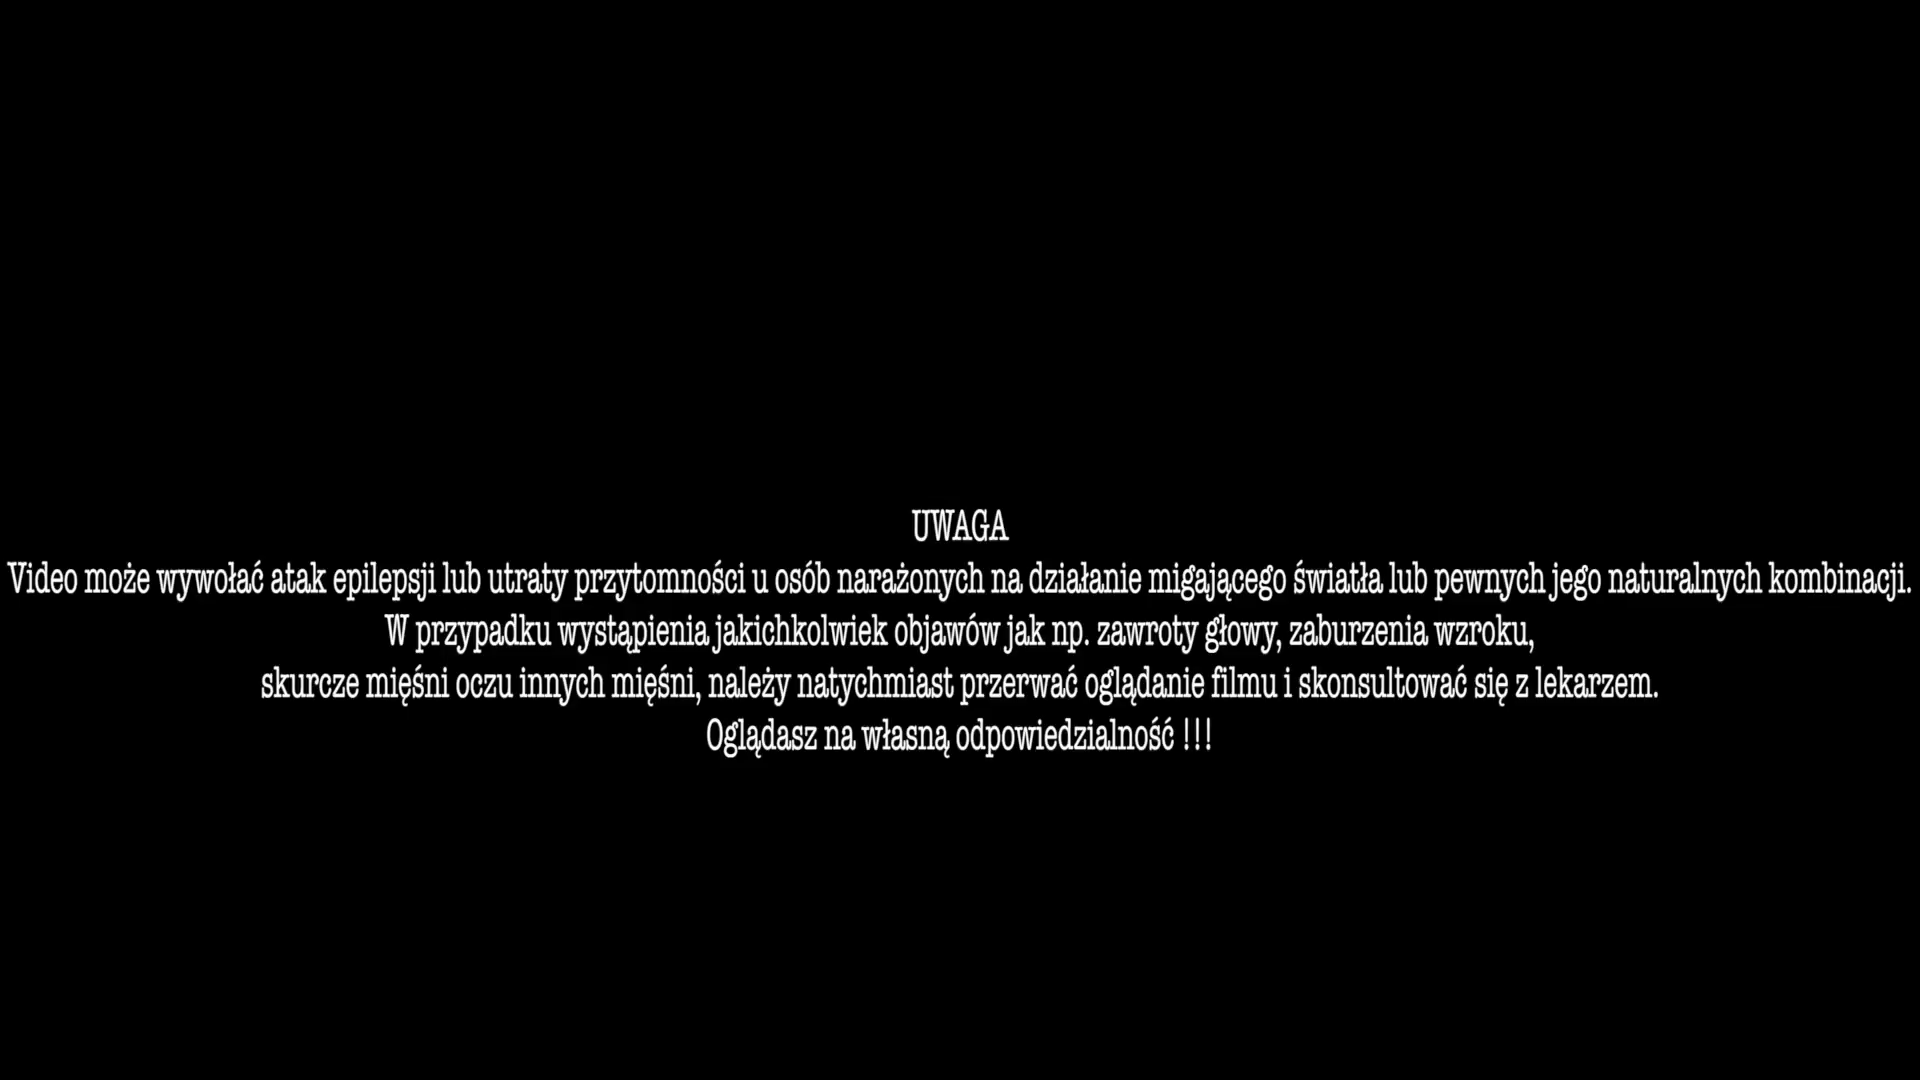 UWAGA
Video może wywołać atak epilepsji lub utraty przytomności u osób narażonych na działanie migającego światła lub pewnych jego naturalnych kombinacji.
W przypadku wystąpienia jakichkolwiek objawów jak np. zawroty głowy, zaburzenia wzroku,
skurcze mięśni oczu innych mięśni, należy natychmiast przerwać oglądanie filmu i skonsultować się z lekarzem.
Oglądasz na własną odpowiedzialność !!!